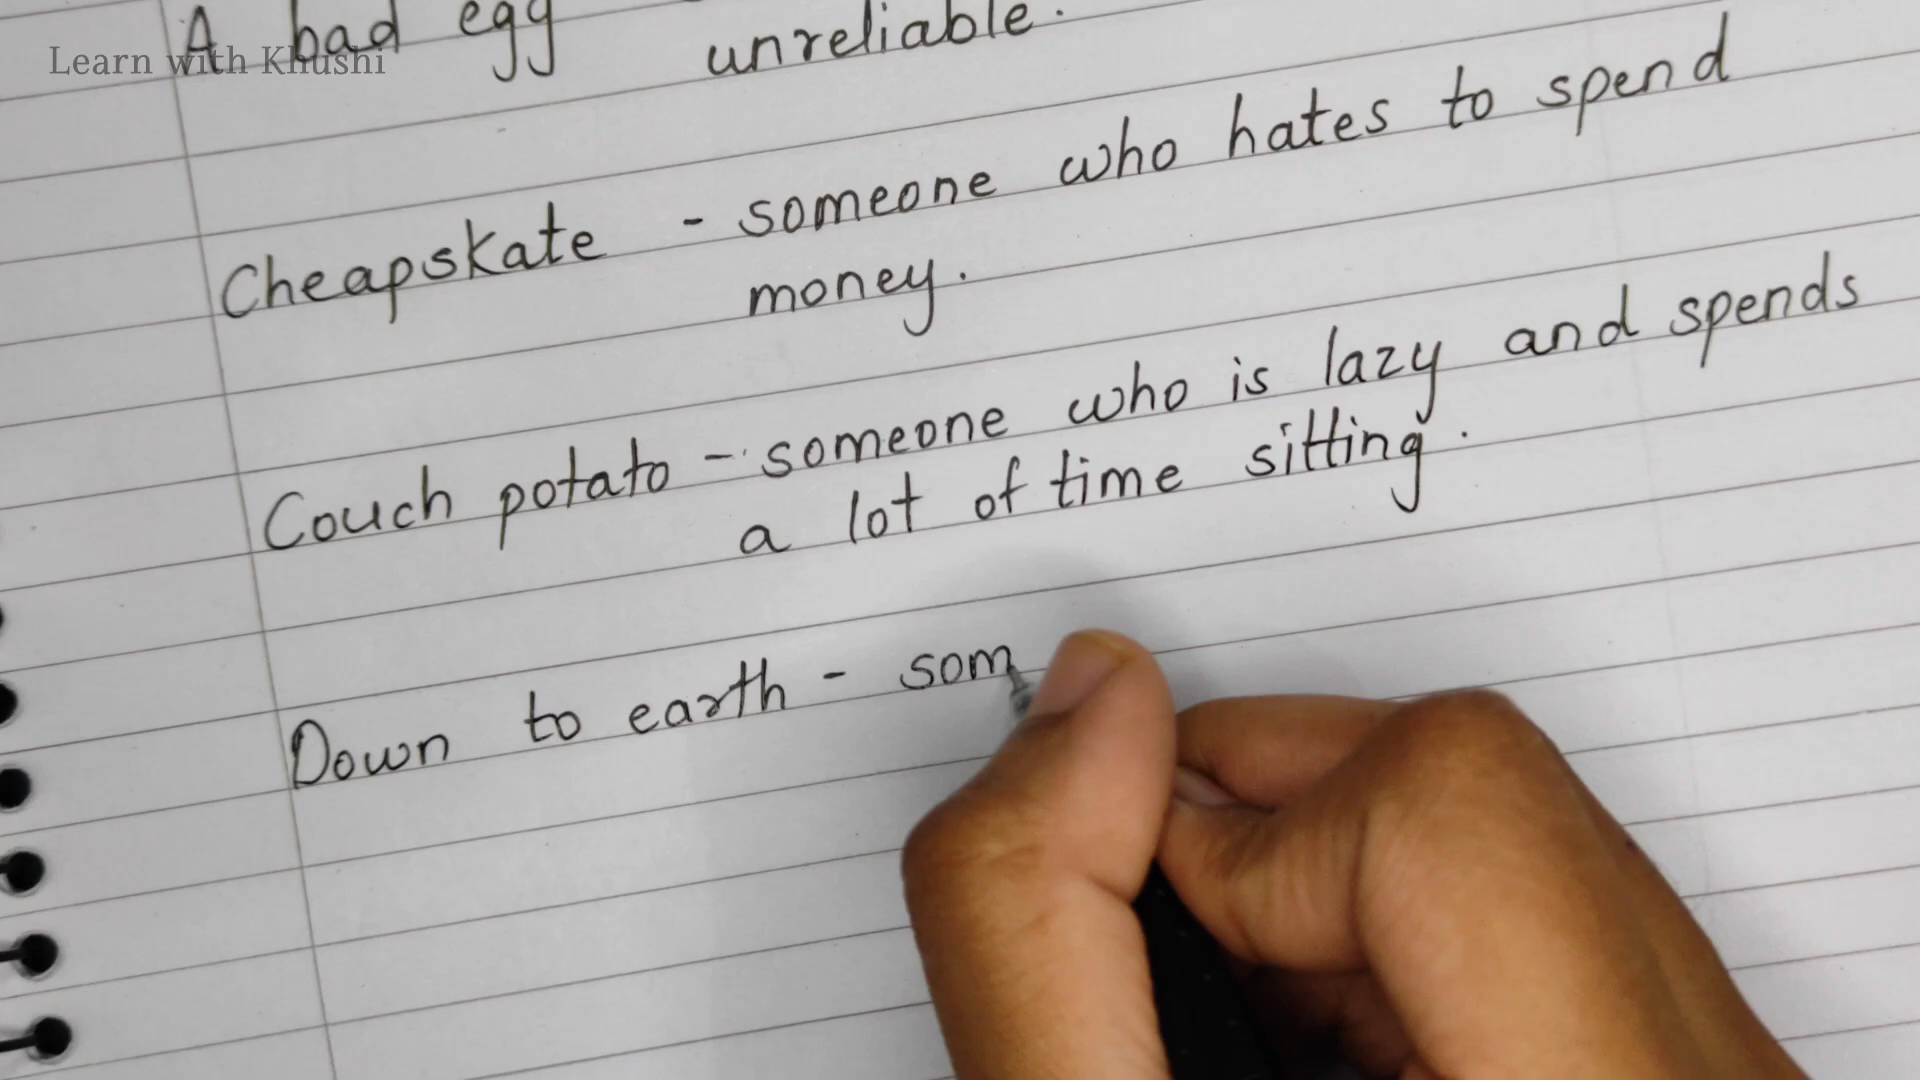 A bad egg
unreliable.
Learn with Khushi
Cheapskate - someone who hates to spend
money.
Couch potato - someone who is lazy and spends
a lot of time sitting.
Down to earth - som